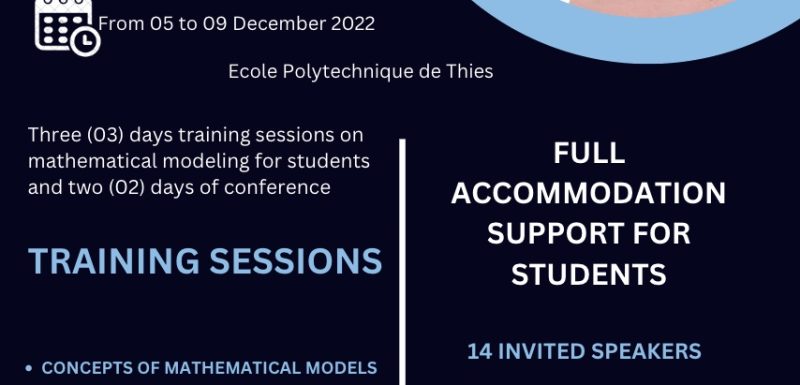 From 05 to 09 December 2022
Ecole Polytechnique de Thies
Three (03) days training sessions on
mathematical modeling for students
and two (02) days of conference
TRAINING SESSIONS
• CONCEPTS OF MATHEMATICAL MODELS
FULL
ACCOMMODATION
SUPPORT FOR
STUDENTS
14 INVITED SPEAKERS